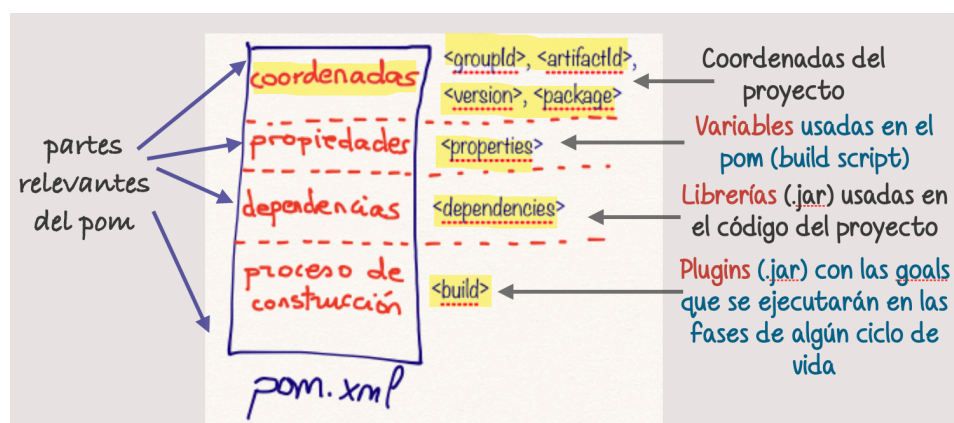 partes
relevantes
del pom
coordenadas
propiedades
dependencias
proceso de
construcción
pom.xml
<groupId>, <artifactId>,
<version>, <package>
<properties>
<dependencies>
<build>
Coordenadas del
proyecto
Variables usadas en el
pom (build script)
Librerías (.jar) usadas en
el código del proyecto
Plugins (.jar) con las goals
que se ejecutarán en las
fases de algún ciclo de
vida